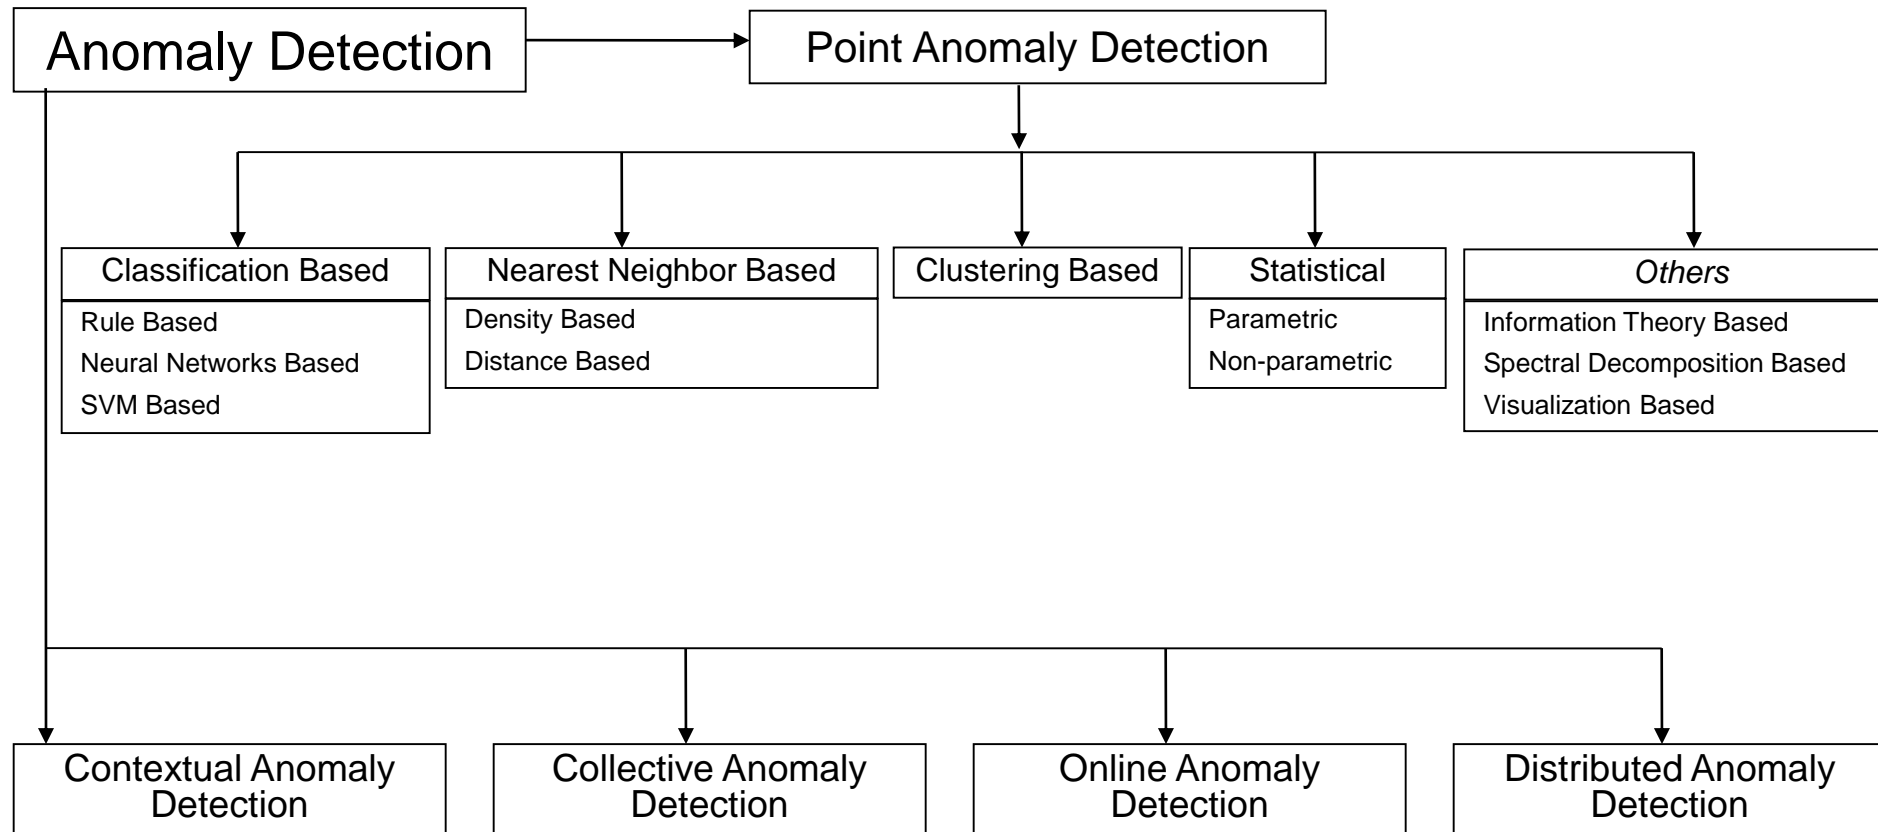 Anomaly Detection
Point Anomaly Detection
Classification Based
Rule Based
Neural Networks Based
SVM Based
Nearest Neighbor Based
Density Based
Distance Based
Clustering Based
Statistical
Parametric
Non-parametric
Others
Information Theory Based
Spectral Decomposition Based
Visualization Based
Contextual Anomaly
Detection
Collective Anomaly
Detection
Online Anomaly
Detection
Distributed Anomaly
Detection